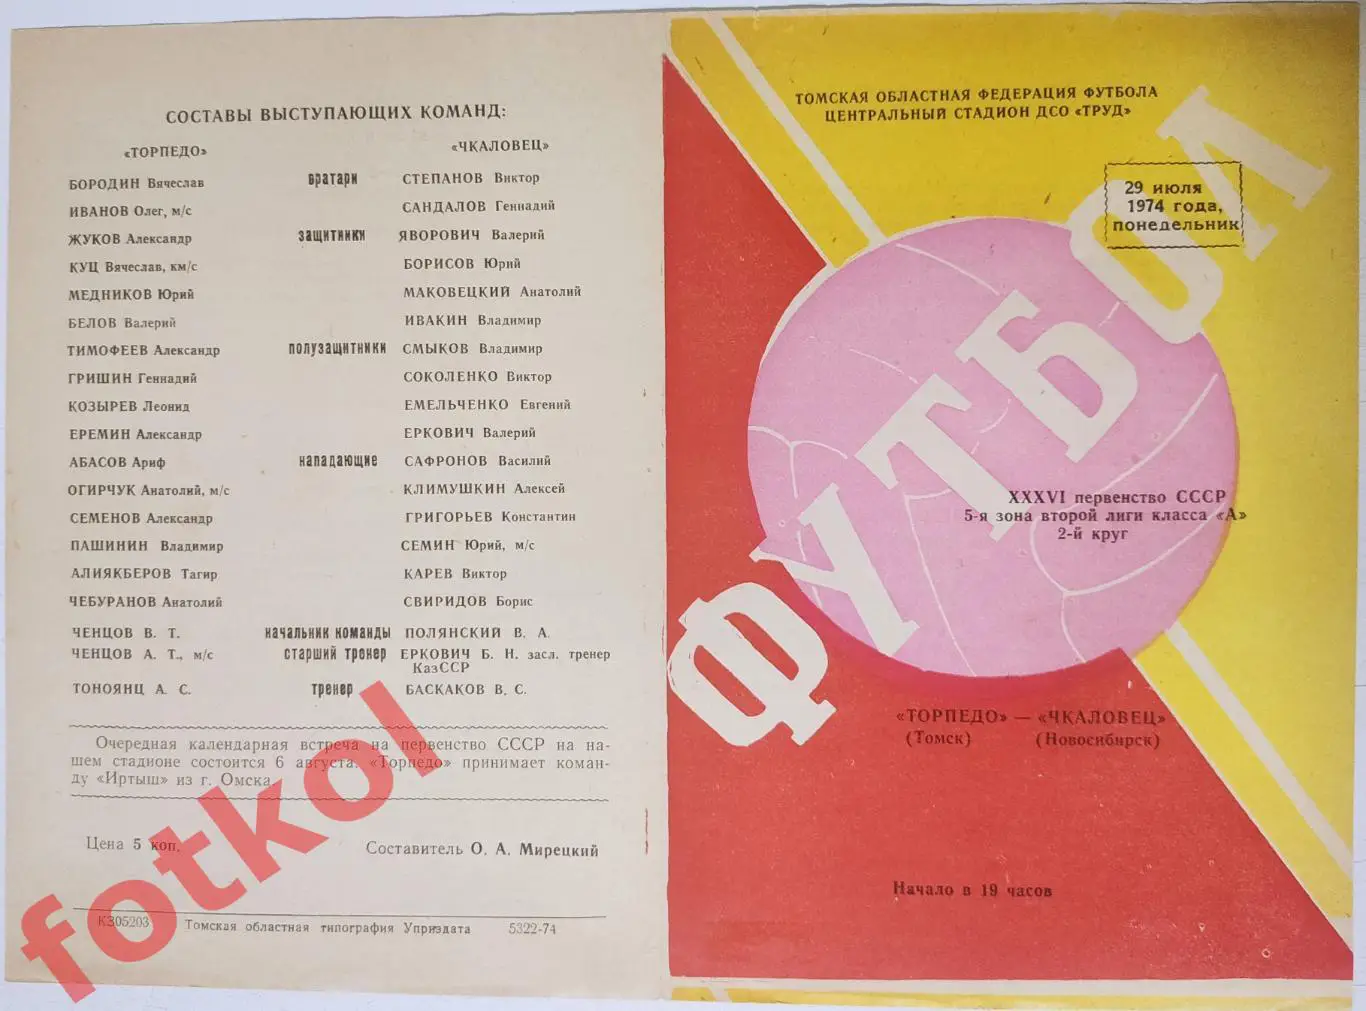 СОСТАВЫ ВЫСТУПАЮЩИХ КОМАНД:
«ТОРПЕДО» «ЧКАЛОВЕЦ»
БОРОДИН Вячеслав вратари СТЕПАНОВ Виктор
ИВАНОВ Олег, м/с САНДАЛОВ Геннадий
ЖУКОВ Александр защитники ЯВОРОВИЧ Валерий
КУЦ Вячеслав, км/с БОРИСОВ Юрий
МЕДНИКОВ Юрий МАКОВЕЦКИЙ Анатолий
БЕЛОВ Валерий ИВАКИН Владимир
ТИМОФЕЕВ Александр полузащитники СМЫКОВ Владимир
ГРИШИН Геннадий СОКОЛЕНКО Виктор
КОЗЫРЕВ Леонид ЕМЕЛЬЧЕНКО Евгений
ЕРЕМИН Александр ЕРКОВИЧ Валерий
АБАСОВ Ариф нападающие САФРОНОВ Василий
ОГИРЧУК Анатолий, м/с КЛИМУШКИН Алексей
СЕМЕНОВ Александр ГРИГОРЬЕВ Константин
ПАШИНИН Владимир СЕМИН Юрий, м/с
АЛИЯКБЕРОВ Тагир КАРЕВ Виктор
ЧЕБУРАНОВ Анатолий СВИРИДОВ Борис
ЧЕНЦОВ В. Т. начальник команды ПОЛЯНСКИЙ В. А.
ЧЕНЦОВ А. Т., м/с старший тренер ЕРКОВИЧ Б. Н. засл. тренер
КазССР
ТОНОЯНЦ А. С. тренер БАСКАКОВ В. С.
Очередная календарная встреча на первенство СССР на на-
шем стадионе состоится 6 августа. «Торпедо» принимает коман-
ду «Иртыш» из г. Омска.
Цена 5 коп. Составитель О. А. Мирецкий
КЗ05203 Томская областная типография Уприздата 5322-74
fotkol
ТОМСКАЯ ОБЛАСТНАЯ ФЕДЕРАЦИЯ ФУТБОЛА
ЦЕНТРАЛЬНЫЙ СТАДИОН ДСО «ТРУД»
29 июля
1974 года,
понедельник
ФУТБОЛ
XXXVI первенство СССР
5-я зона второй лиги класса «А»
2-й круг
«ТОРПЕДО» — «ЧКАЛОВЕЦ»
(Томск) (Новосибирск)
Начало в 19 часов